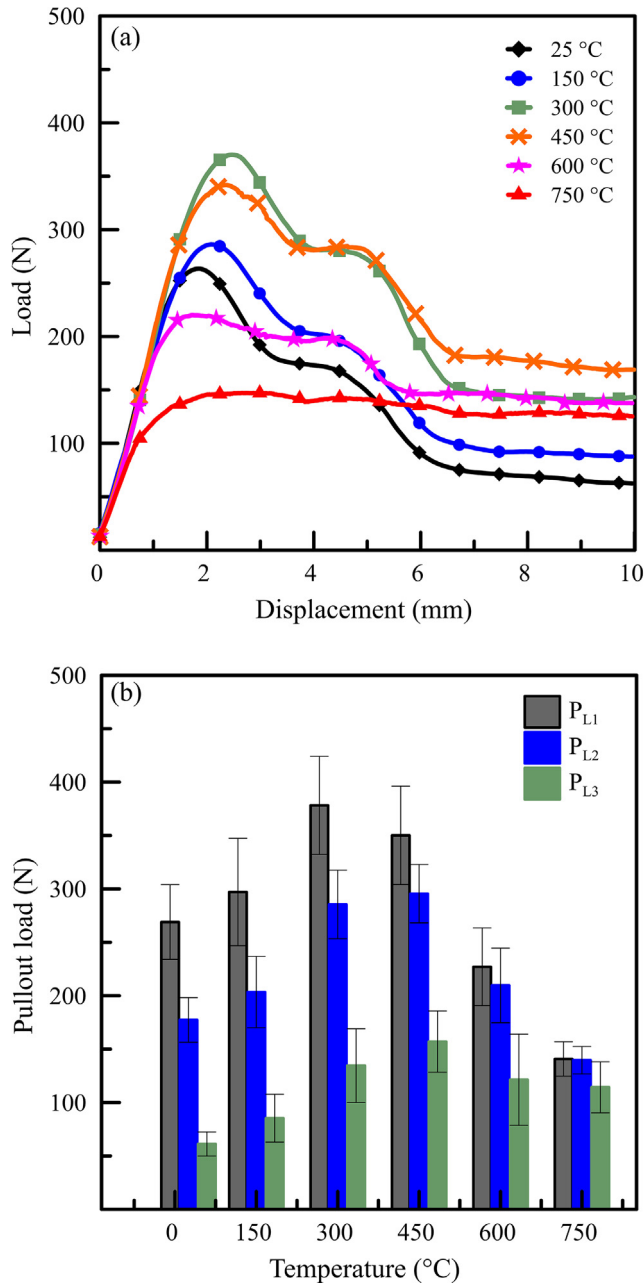 500
(a)
25 °C
150 °C
300 °C
450 °C
600 °C
750 °C
400
300
200
100
Load (N)
0 2 4 6 8 10
Displacement (mm)
500
(b)
P_L1
P_L2
P_L3
400
300
200
100
Pullout load (N)
0 150 300 450 600 750
Temperature (°C)